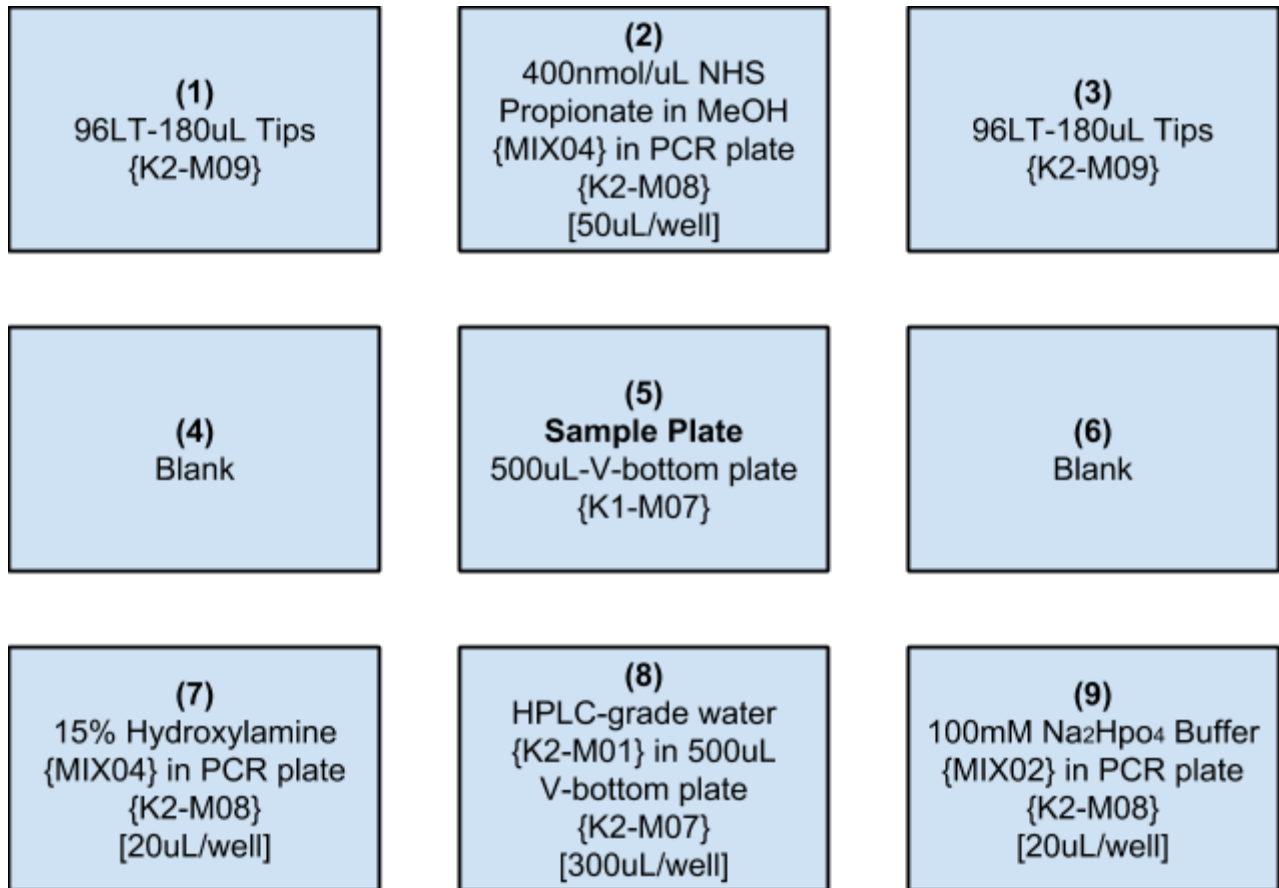 (1)
96LT-180uL Tips
{K2-M09}
(2)
400nmol/uL NHS
Propionate in MeOH
{MIX04} in PCR plate
{K2-M08}
[50uL/well]
(3)
96LT-180uL Tips
{K2-M09}
(4)
Blank
(5)
Sample Plate
500uL-V-bottom plate
{K1-M07}
(6)
Blank
(7)
15% Hydroxylamine
{MIX04} in PCR plate
{K2-M08}
[20uL/well]
(8)
HPLC-grade water
{K2-M01} in 500uL
V-bottom plate
{K2-M07}
[300uL/well]
(9)
100mM Na₂Hpo₄ Buffer
{MIX02} in PCR plate
{K2-M08}
[20uL/well]